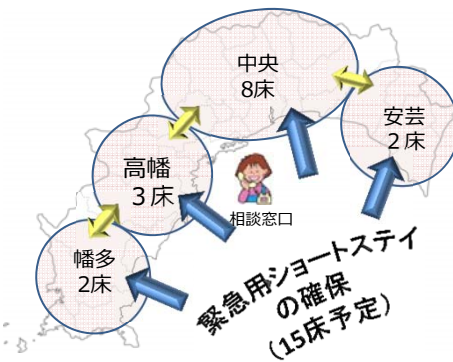 中央
8床
安芸
２床
高幡
３床
相談窓口
幡多
2床
緊急用ショートステイ
の確保
（15床予定）